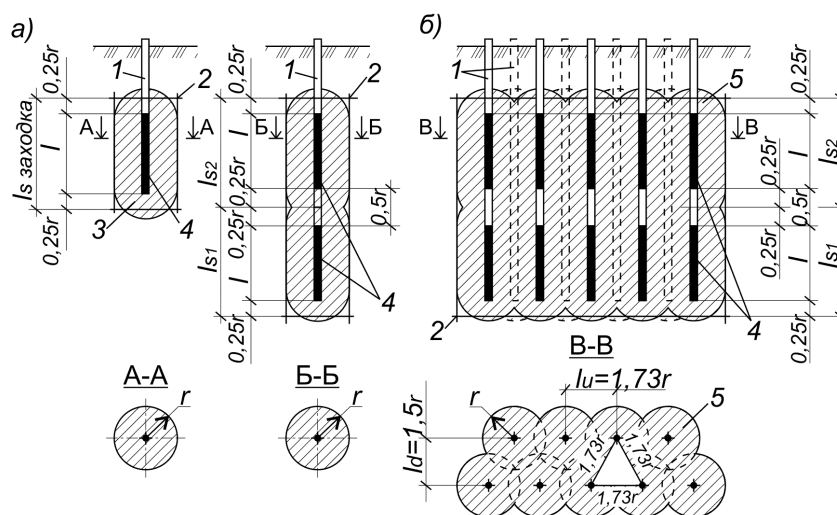 а)
0,25r
1
2
А
А
ls заходка
l
3
4
0,25r
0,25r
1
2
Б
Б
l
ls2
0,25r
0,5r
0,25r
l
ls1
4
0,25r
б)
1
5
0,25r
В
В
l
ls2
0,25r
0,5r
0,25r
l
ls1
2
4
0,25r
А-А
r
Б-Б
r
В-В
lu=1,73r
r
5
ld=1,5r
1,73r
1,73r
1,73r